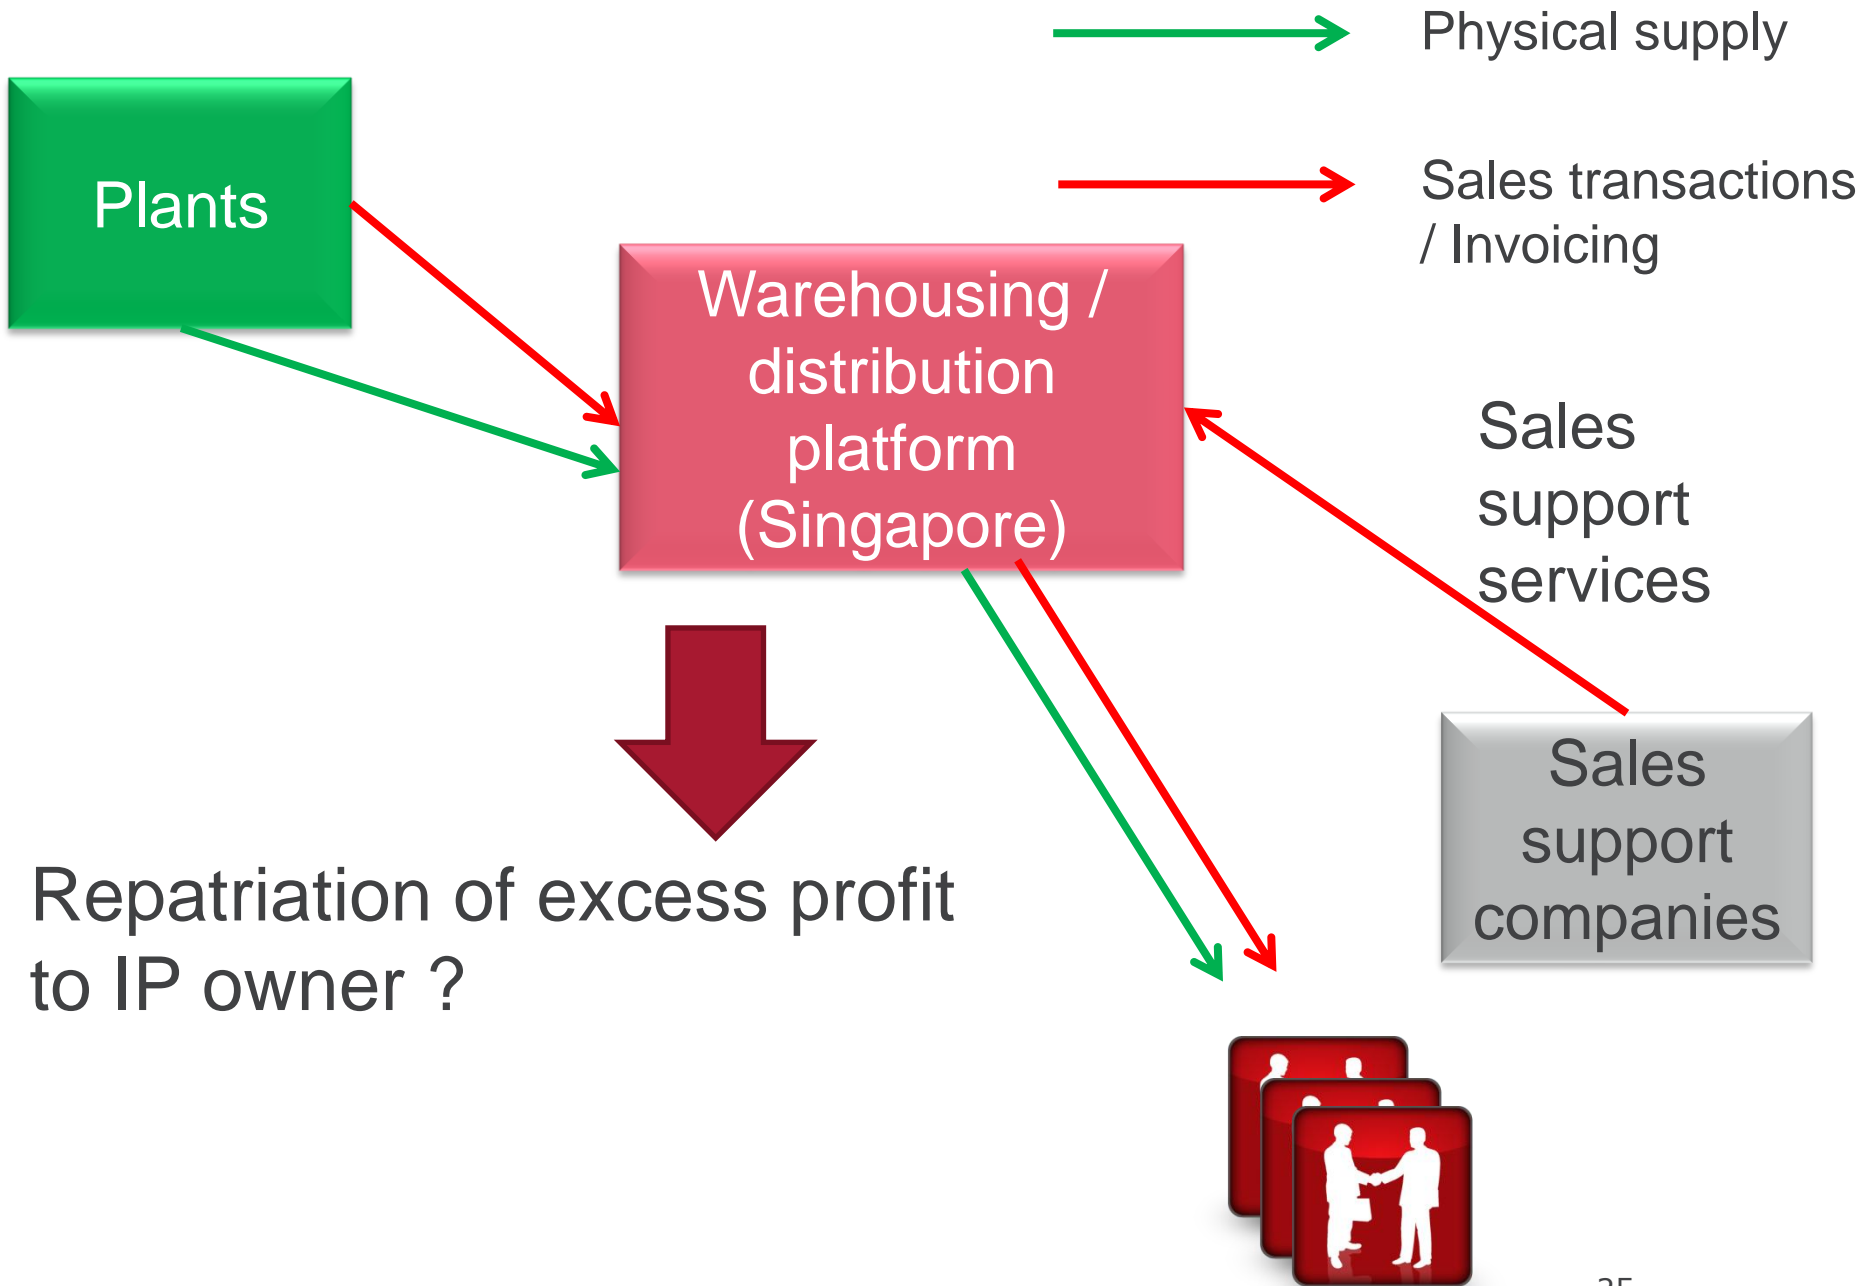 Physical supply
Plants
Sales transactions
/ Invoicing
Warehousing /
distribution
platform
(Singapore)
Sales
support
services
Sales
support
companies
Repatriation of excess profit
to IP owner ?